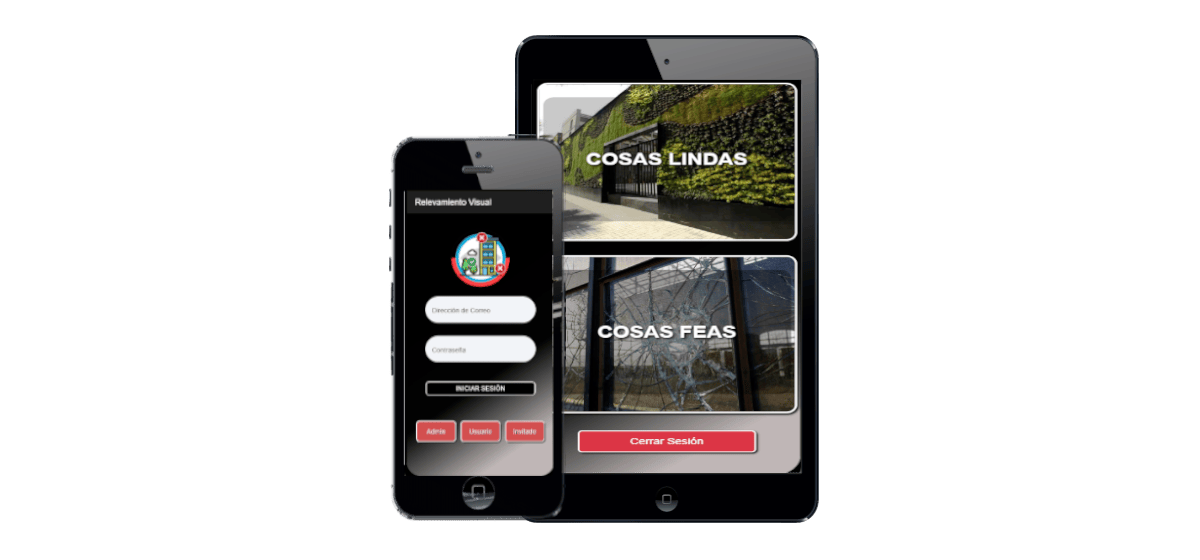 Relevamiento Visual
Dirección de Correo
Contraseña
INICIAR SESIÓN
Admin
Usuario
Invitado
COSAS LINDAS
COSAS FEAS
Cerrar Sesión